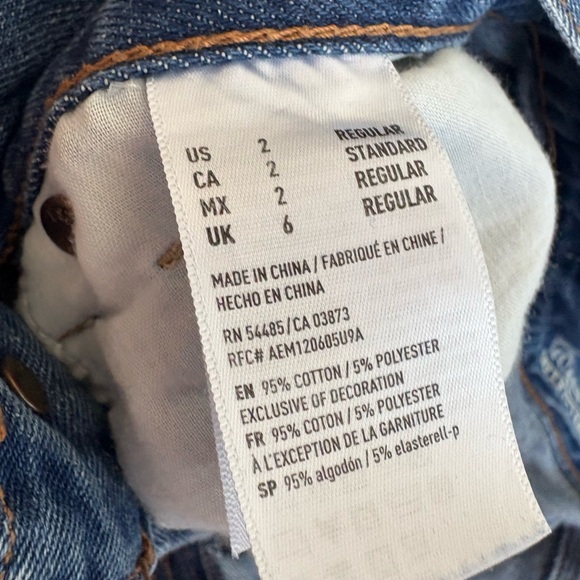 US 2 REGULAR
CA 2 STANDARD
MX 2 REGULAR
UK 6 REGULAR
MADE IN CHINA / FABRIQUÉ EN CHINE /
HECHO EN CHINA
RN 54485 / CA 03873
RFC# AEM120605U9A
EN 95% COTTON / 5% POLYESTER
EXCLUSIVE OF DECORATION
FR 95% COTON / 5% POLYESTER
À L'EXCEPTION DE LA GARNITURE
SP 95% algodón / 5% elasterell-p